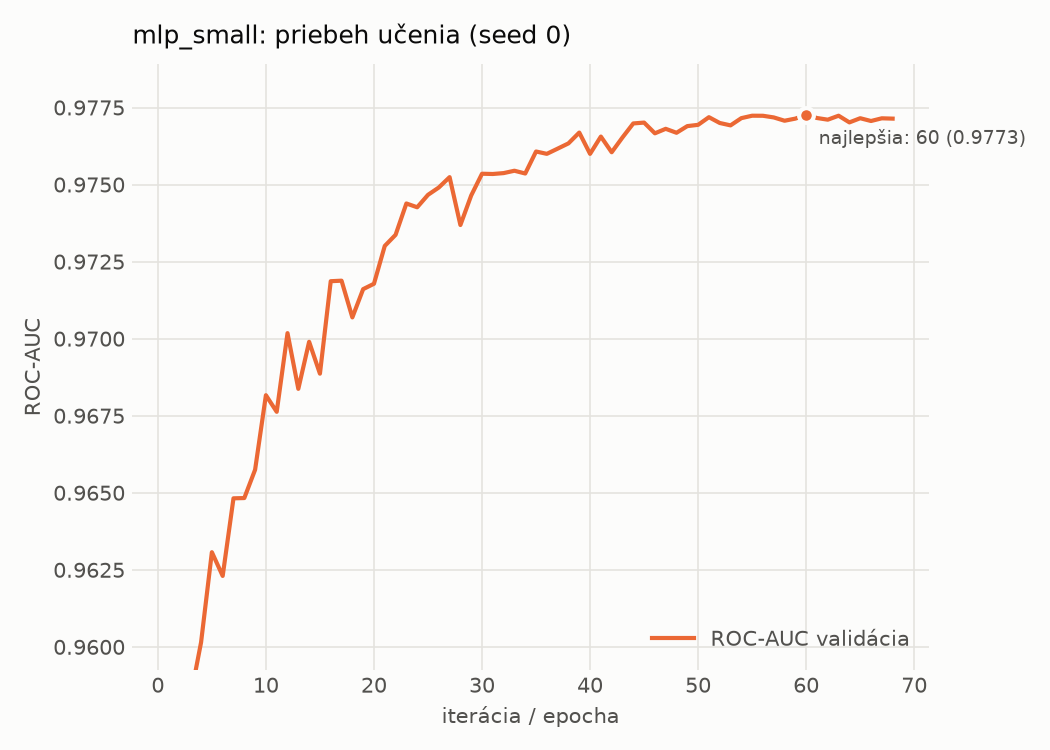 mlp_small: priebeh učenia (seed 0)
ROC-AUC
0.9775
0.9750
0.9725
0.9700
0.9675
0.9650
0.9625
0.9600
najlepšia: 60 (0.9773)
ROC-AUC validácia
0 10 20 30 40 50 60 70
iterácia / epocha